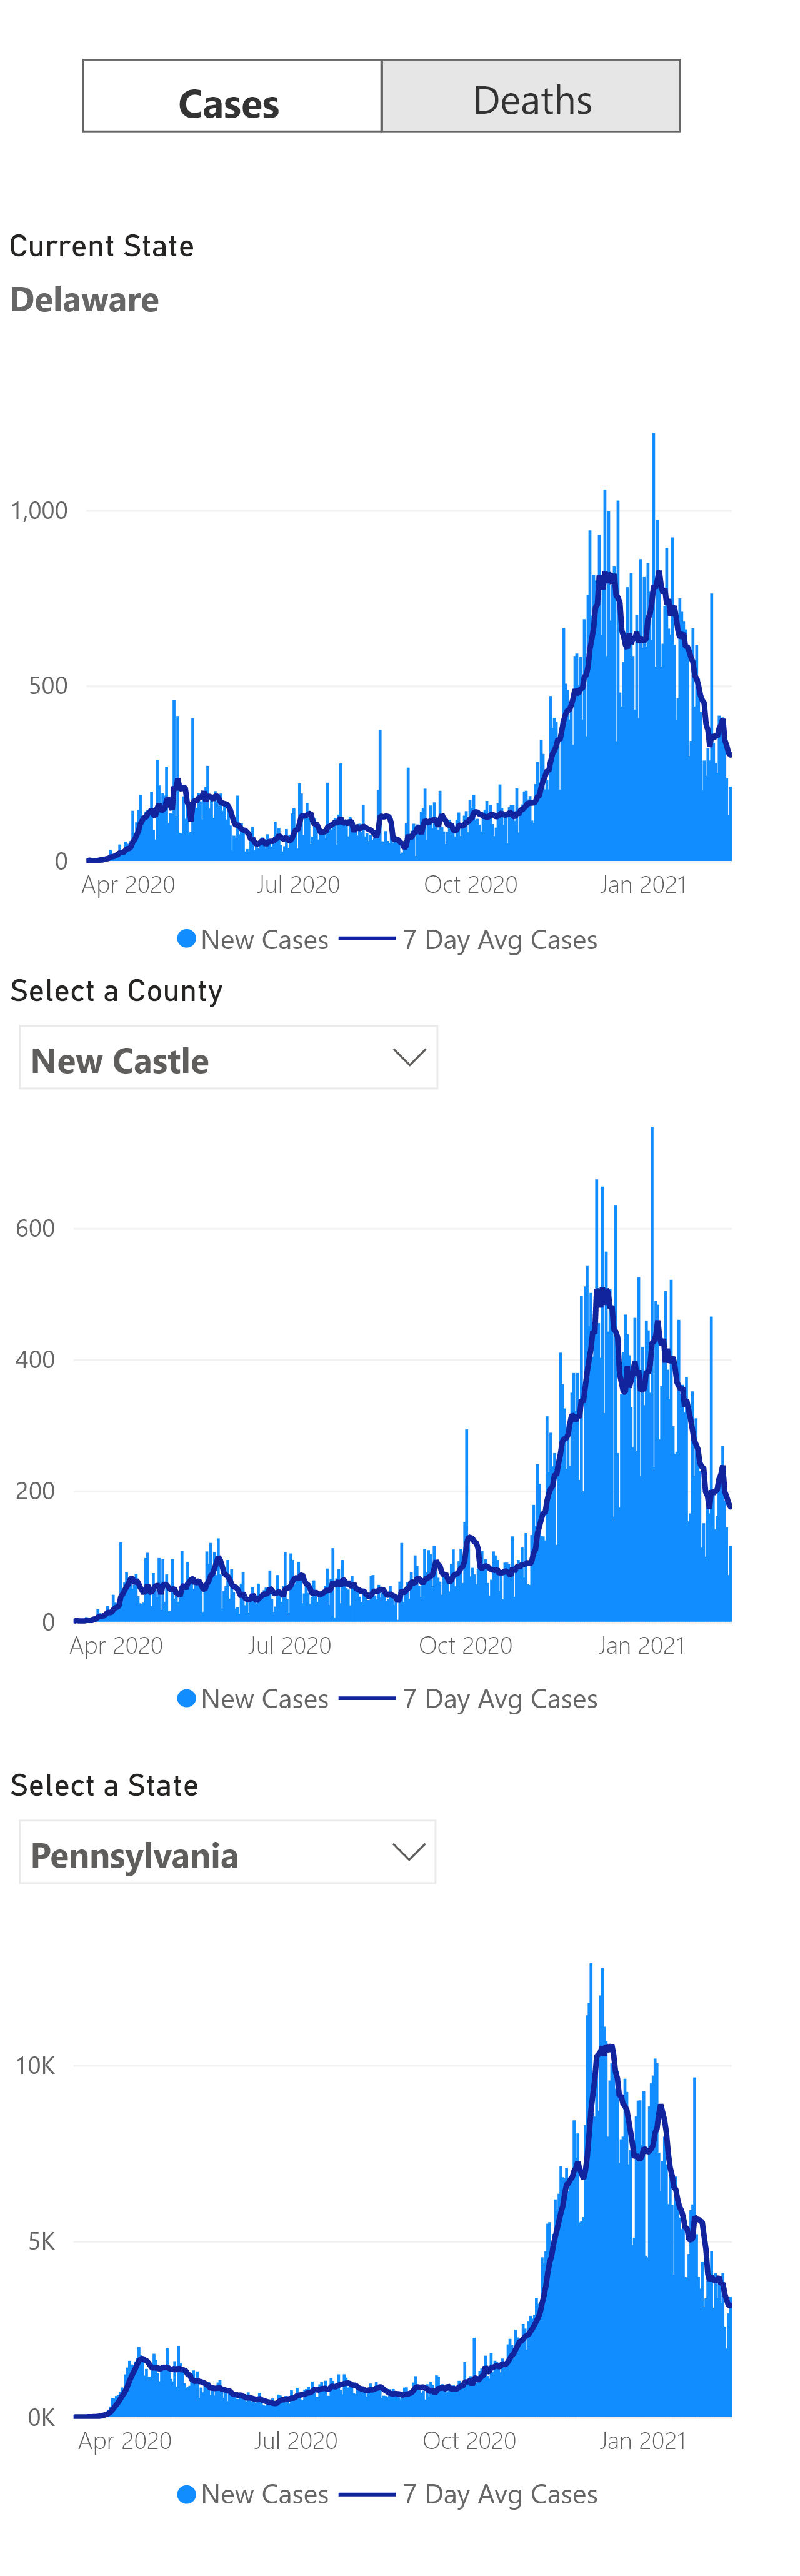 Cases Deaths
Current State
Delaware
1,000
500
0
Apr 2020 Jul 2020 Oct 2020 Jan 2021
New Cases 7 Day Avg Cases
Select a County
New Castle
600
400
200
0
Apr 2020 Jul 2020 Oct 2020 Jan 2021
New Cases 7 Day Avg Cases
Select a State
Pennsylvania
10K
5K
0K
Apr 2020 Jul 2020 Oct 2020 Jan 2021
New Cases 7 Day Avg Cases